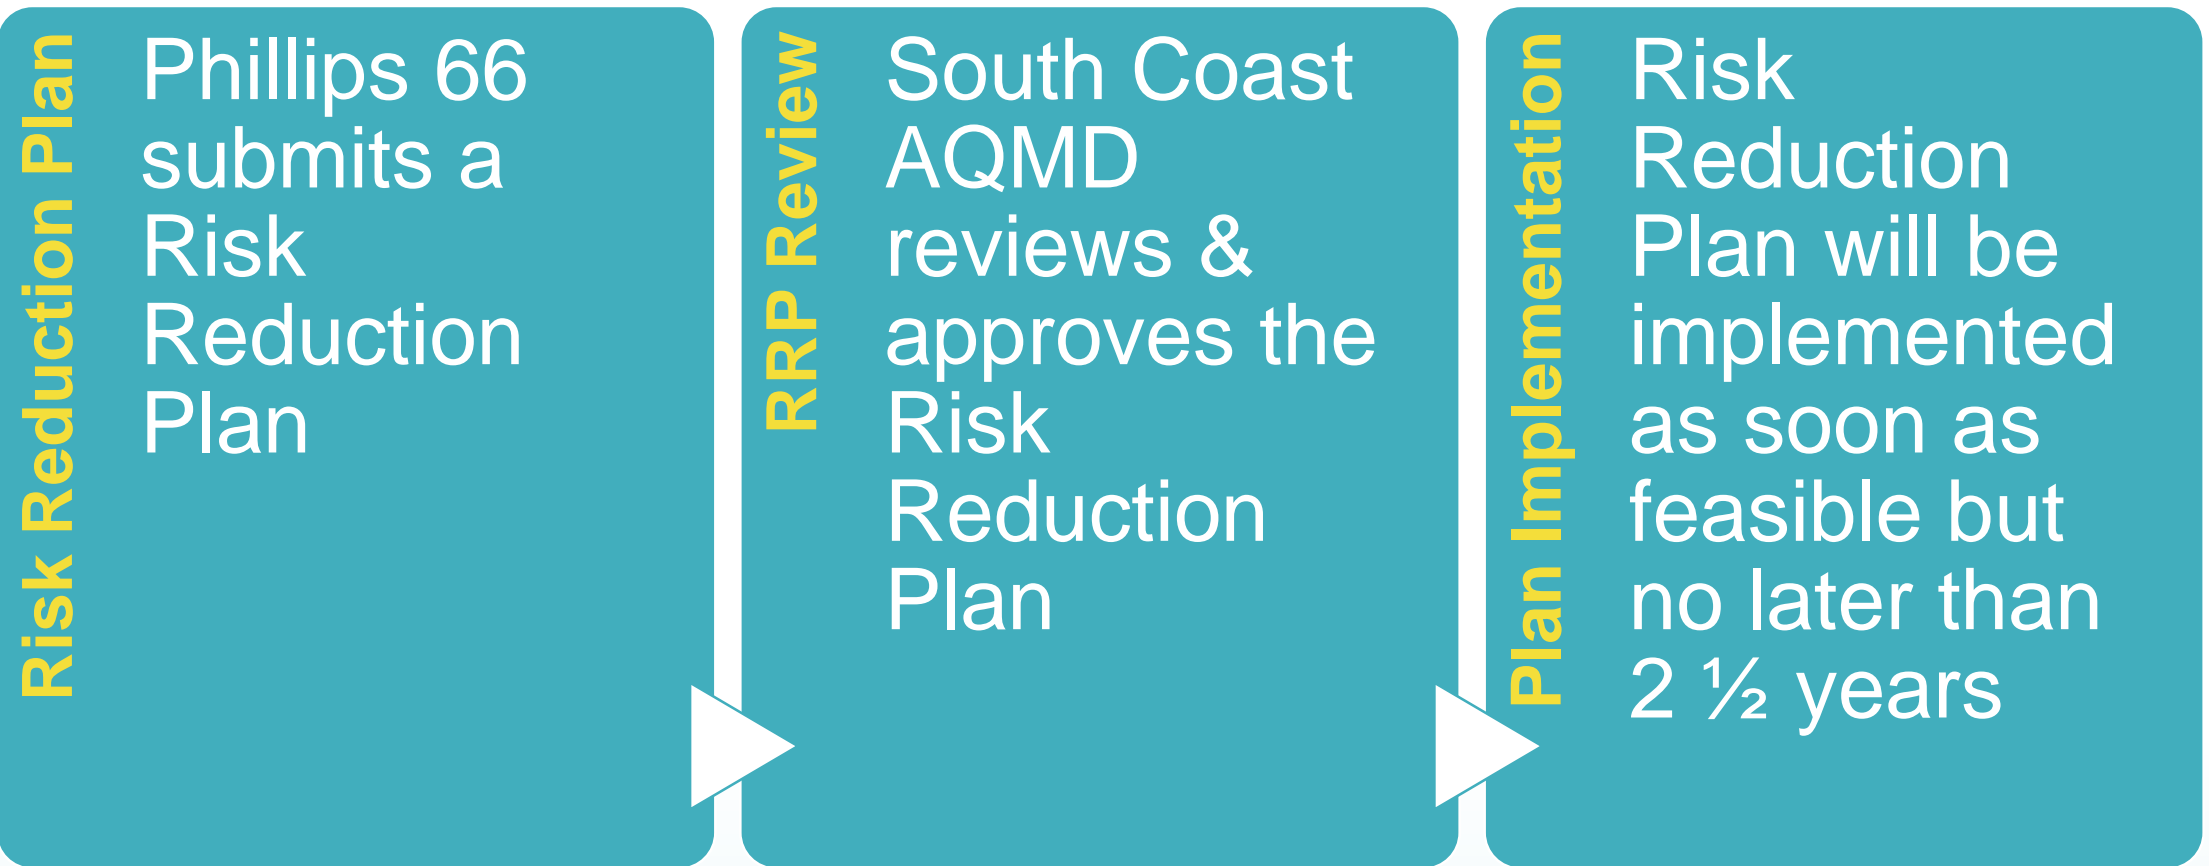 Risk Reduction Plan
Phillips 66
submits a
Risk
Reduction
Plan
RRP Review
South Coast
AQMD
reviews &
approves the
Risk
Reduction
Plan
Plan Implementation
Risk
Reduction
Plan will be
implemented
as soon as
feasible but
no later than
2 ½ years